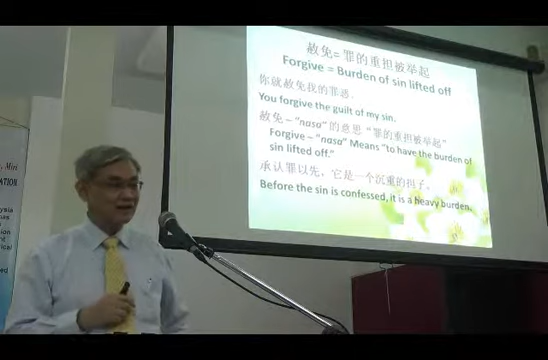 赦免=罪的重担被举起
Forgive = Burden of sin lifted off
你就赦免我的罪恶.
You forgive the guilt of my sin.
赦免 – "nasa" 的意思 "罪的重担被举起"
Forgive – "nasa" Means "to have the burden of
sin lifted off."
承认罪以先，它是一个沉重的担子。
Before the sin is confessed, it is a heavy burden.
, Miri
ATION
ysia